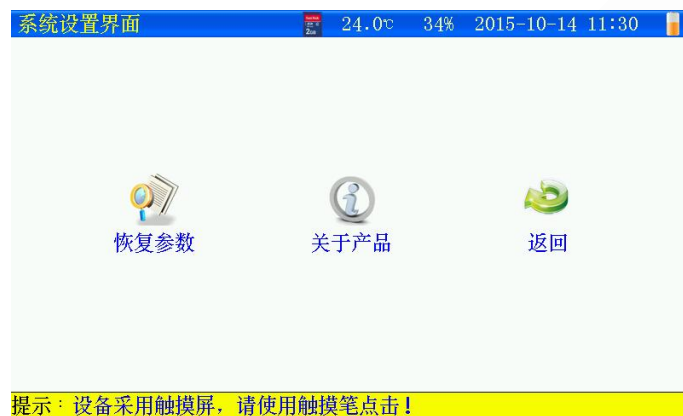 系统设置界面 24.0℃ 34% 2015-10-14 11:30
恢复参数 关于产品 返回
提示：设备采用触摸屏，请使用触摸笔点击！